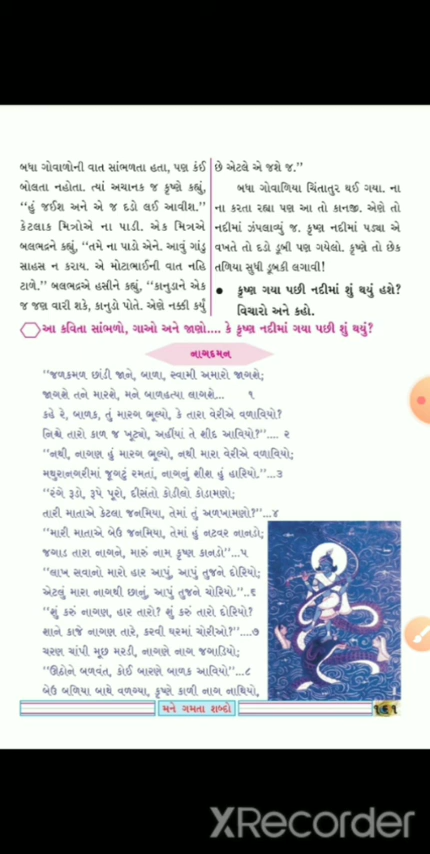 બધા ગોવાળોની વાત સાંભળતા હતા, પણ કંઈ
બોલતા નહોતા. ત્યાં અચાનક જ કૃષ્ણે કહ્યું,
“હું જઈશ અને એ જ દડો લઈ આવીશ.”
કેટલાક મિત્રોએ ના પાડી. એક મિત્રએ
બલભદ્રને કહ્યું, “તમે ના પાડો એને. આવું ગાંડુ
સાહસ ન કરાય. એ મોટાભાઈની વાત નહિ
ટાળે.” બલભદ્રએ હસીને કહ્યું, “કાનુડાને એક
જ જણ વારી શકે, કાનુડો પોતે. એણે નક્કી કર્યું
છે એટલે એ જશે જ.”
બધા ગોવાળિયા ચિંતાતુર થઈ ગયા. ના
ના કરતા રહ્યા પણ આ તો કાનજી. એણે તો
નદીમાં ઝંપલાવ્યું જ. કૃષ્ણ નદીમાં પડ્યા એ
વખતે તો દડો ડૂબી પણ ગયેલો. કૃષ્ણે તો છેક
તળિયા સુધી ડૂબકી લગાવી!
• કૃષ્ણ ગયા પછી નદીમાં શું થયું હશે?
વિચારો અને કહો.
આ કવિતા સાંભળો, ગાઓ અને જાણો.... કે કૃષ્ણ નદીમાં ગયા પછી શું થયું?
નાગદમન
“જળકમળ છાંડી જાને, બાળા, સ્વામી અમારો જાગશે;
જાગશે તને મારશે, મને બાળહત્યા લાગશે... ૧
કહે રે, બાળક, તું મારગ ભૂલ્યો, કે તારા વેરીએ વળાવિયો?
નિશ્ચે તારો કાળ જ ખૂટ્યો, અહીંયાં તે શીદ આવિયો?”.... ૨
“નથી, નાગણ હું મારગ ભૂલ્યો, નથી મારા વેરીએ વળાવિયો;
મથુરાનગરીમાં જૂગટું રમતાં, નાગનું શીશ હું હારિયો.”...૩
“રંગે રૂડો, રૂપે પૂરો, દીસંતો કોડીલો કોડામણો;
તારી માતાએ કેટલા જનમિયા, તેમાં તું અળખામણો?”...૪
“મારી માતાએ બેઉ જનમિયા, તેમાં હું નટવર નાનડો;
જગાડ તારા નાગને, મારું નામ કૃષ્ણ કાનડો”...૫
“લાખ સવાનો મારો હાર આપું, આપું તુજને દોરિયો;
એટલું મારા નાગથી છાનું, આપું તુજને ચોરિયો.”..૬
“શું કરું નાગણ, હાર તારો? શું કરું તારો દોરિયો?
શાને કાજે નાગણ તારે, કરવી ઘરમાં ચોરીઓ?”....૭
ચરણ ચાંપી મૂછ મરડી, નાગણે નાગ જગાડિયો;
“ઊઠોને બળવંત, કોઈ બારણે બાળક આવિયો”...૮
બેઉ બળિયા બાથે વળગ્યા, કૃષ્ણે કાળી નાગ નાથિયો,
મને ગમતા શબ્દો
૧૬૧
XRecorder